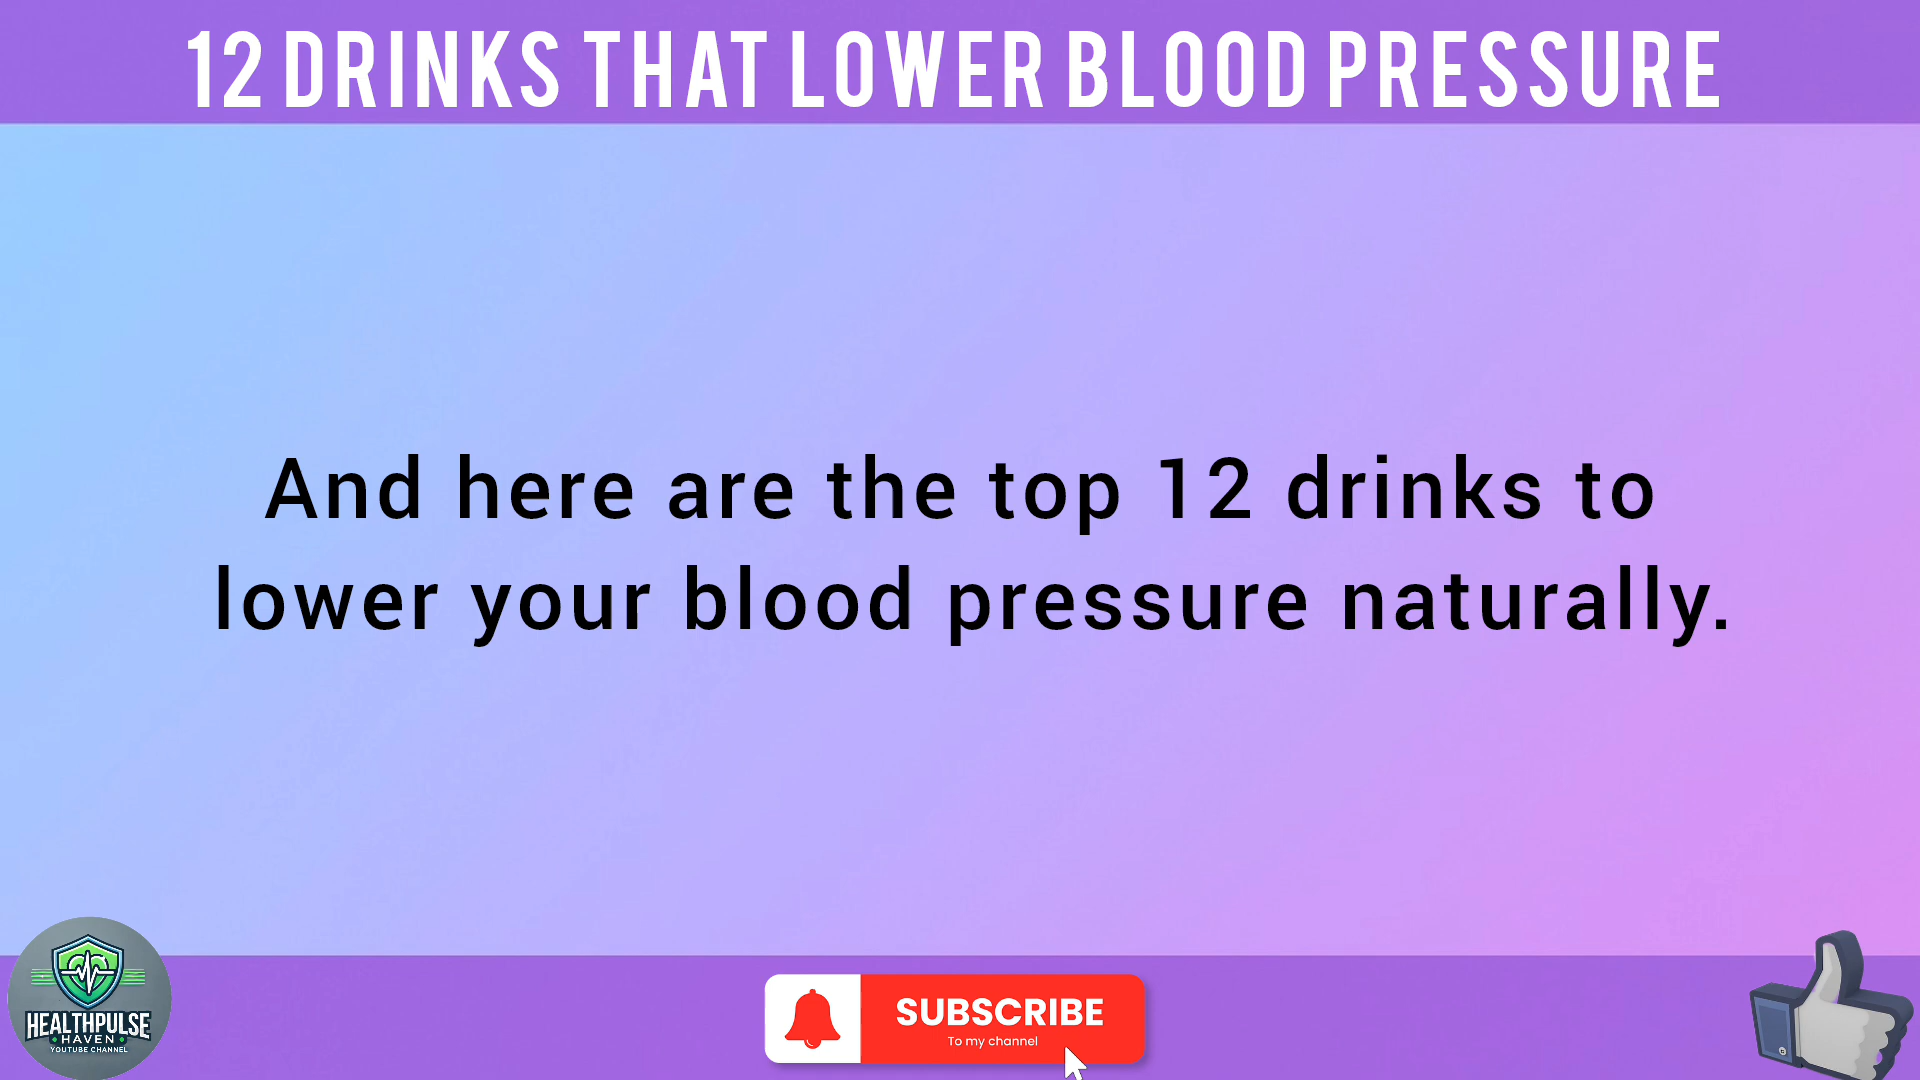 12 DRINKS THAT LOWER BLOOD PRESSURE
And here are the top 12 drinks to
lower your blood pressure naturally.
HEALTHPULSE
HAVEN
YOUTUBE CHANNEL
SUBSCRIBE
To my channel